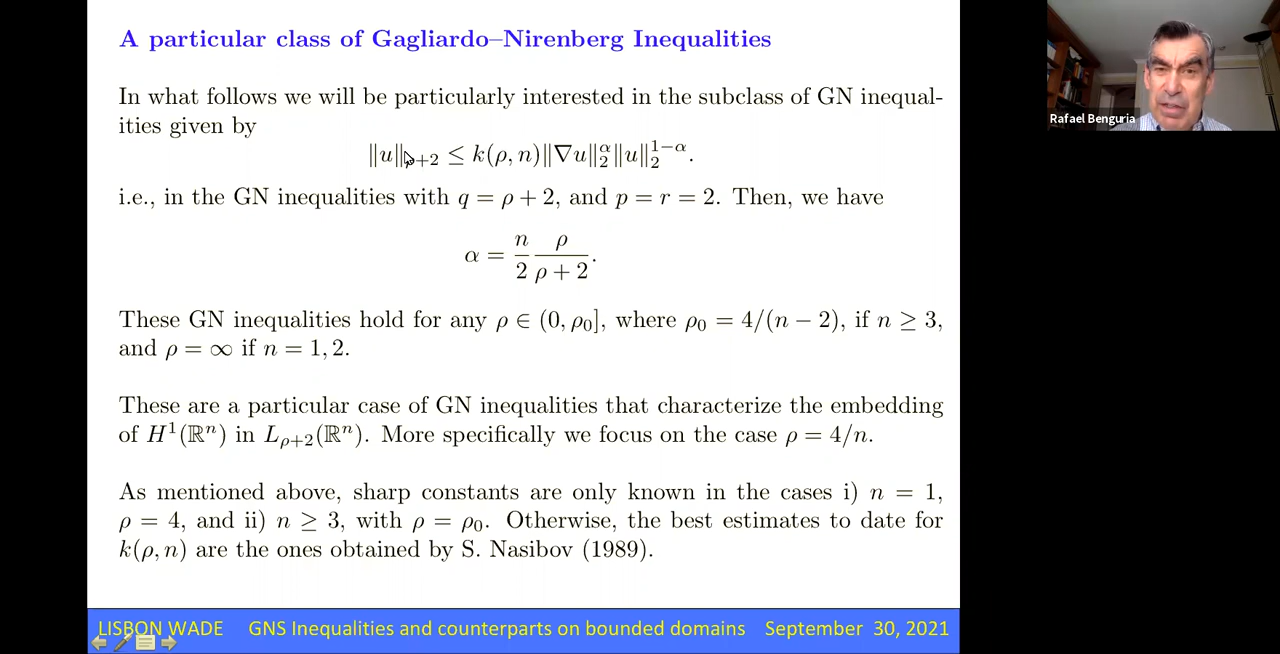 A particular class of Gagliardo–Nirenberg Inequalities
In what follows we will be particularly interested in the subclass of GN inequal-
ities given by
‖u‖ρ+2 ≤ k(ρ, n)‖∇u‖₂^α‖u‖₂^{1−α}.
i.e., in the GN inequalities with q = ρ + 2, and p = r = 2. Then, we have
α = n/2 ρ/(ρ + 2).
These GN inequalities hold for any ρ ∈ (0, ρ₀], where ρ₀ = 4/(n − 2), if n ≥ 3,
and ρ = ∞ if n = 1, 2.
These are a particular case of GN inequalities that characterize the embedding
of H¹(ℝⁿ) in Lρ+2(ℝⁿ). More specifically we focus on the case ρ = 4/n.
As mentioned above, sharp constants are only known in the cases i) n = 1,
ρ = 4, and ii) n ≥ 3, with ρ = ρ₀. Otherwise, the best estimates to date for
k(ρ, n) are the ones obtained by S. Nasibov (1989).
LISBON WADE GNS Inequalities and counterparts on bounded domains September 30, 2021
Rafael Benguria